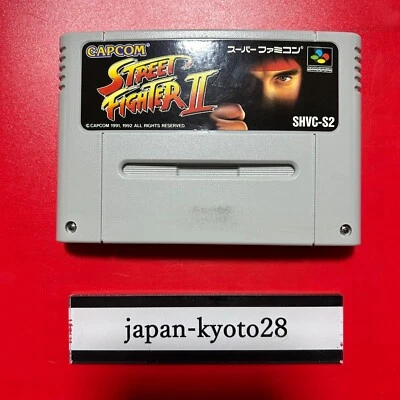 CAPCOM
スーパーファミコン
STREET
FIGHTER II
©CAPCOM 1991, 1992 ALL RIGHTS RESERVED.
SHVC-S2
japan-kyoto28